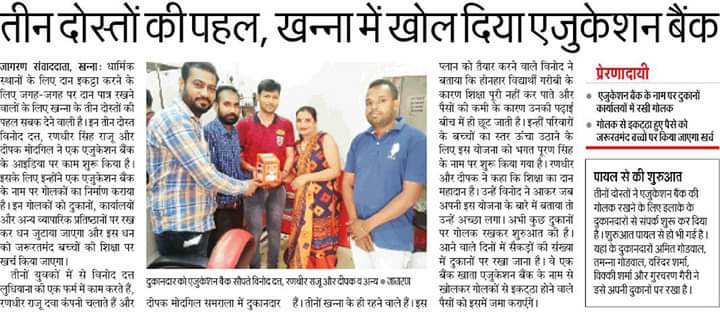 तीन दोस्तों की पहल, खन्ना में खोल दिया एजुकेशन बैंक
जागरण संवाददाता, खन्ना: धार्मिक
स्थानों के लिए दान इकट्ठा करने के
लिए जगह-जगह पर दान पात्र रखने
वालों के लिए खन्ना के तीन दोस्तों की
पहल सबक देने वाली है। इन तीन दोस्त
विनोद दत्त, रणधीर सिंह राजू और
दीपक मोदगिल ने एक एजुकेशन बैंक
के आइडिया पर काम शुरू किया है।
इसके लिए इन्होंने एक एजुकेशन बैंक
के नाम पर गोलकों का निर्माण कराया
है। इन गोलकों को दुकानों, कार्यालयों
और अन्य व्यापारिक प्रतिष्ठानों पर रख
कर धन जुटाया जाएगा और इस धन
को जरूरतमंद बच्चों की शिक्षा पर
खर्च किया जाएगा।
तीनों युवकों में से विनोद दत्त
लुधियाना की एक फर्म में काम करते हैं,
रणधीर राजू दवा कंपनी चलाते हैं और
दुकानदार को एजुकेशन बैंक सौंपते विनोद दत्त, रणबीर राजू और दीपक व अन्य ● जागरण
दीपक मोदगिल समराला में दुकानदार
हैं। तीनों खन्ना के ही रहने वाले हैं। इस
प्लान को तैयार करने वाले विनोद ने
बताया कि होनहार विद्यार्थी गरीबी के
कारण शिक्षा पूरी नहीं कर पाते और
पैसों की कमी के कारण उनकी पढ़ाई
बीच में ही छूट जाती है। इन्हीं परिवारों
के बच्चों का स्तर ऊंचा उठाने के
लिए इस योजना को भगत पूरण सिंह
के नाम पर शुरू किया गया है। रणधीर
और दीपक ने कहा कि शिक्षा का दान
महादान है। उन्हें विनोद ने आकर जब
अपनी इस योजना के बारे में बताया तो
उन्हें अच्छा लगा। अभी कुछ दुकानों
पर गोलक रखकर शुरुआत की है।
आने वाले दिनों में सैकड़ों की संख्या
में दुकानों पर रखा जाना है। वे एक
बैंक खाता एजुकेशन बैंक के नाम से
खोलकर गोलकों से इकट्ठा होने वाले
पैसों को इसमें जमा कराएंगें।
प्रेरणादायी
● एजुकेशन बैंक के नाम पर दुकानों
कार्यालयों में रखी गोलक
● गोलक से इकट्ठा हुए पैसे को
जरूरतमंद बच्चों पर किया जाएगा खर्च
पायल से की शुरुआत
तीनों दोस्तों ने एजुकेशन बैंक की
गोलक रखने के लिए इलाके के
दुकानदारों से संपर्क शुरू कर दिया
है। शुरुआत पायल से ही भी गई है।
यहां के दुकानदारों अमित गोडवाल,
तमन्ना गोडवाल, वरिंदर शर्मा,
विक्की शर्मा और गुरचरण गैरी ने
इसे अपनी दुकानों पर रखा है।